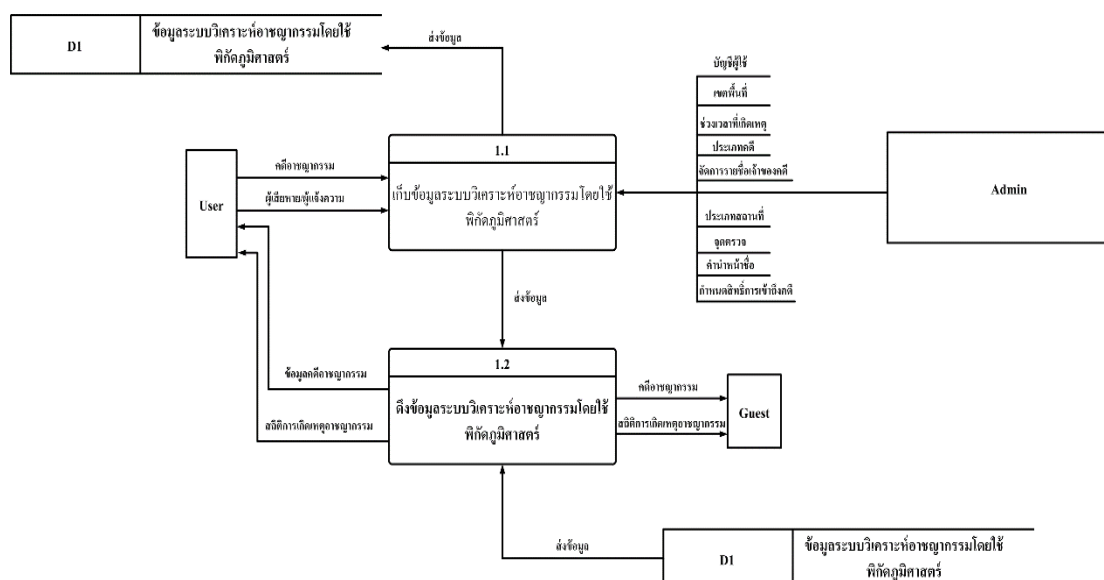 D1
ข้อมูลระบบวิเคราะห์อาชญากรรมโดยใช้
พิกัดภูมิศาสตร์
ส่งข้อมูล
บัญชีผู้ใช้
เขตพื้นที่
ช่วงเวลาที่เกิดเหตุ
ประเภทคดี
จัดการรายชื่อเจ้าของคดี
ประเภทสถานที่
จุดตรวจ
คำนำหน้าชื่อ
กำหนดสิทธิ์การเข้าถึงคดี
Admin
User
คดีอาชญากรรม
ผู้เสียหาย/ผู้แจ้งความ
1.1
เก็บข้อมูลระบบวิเคราะห์อาชญากรรมโดยใช้
พิกัดภูมิศาสตร์
ส่งข้อมูล
ข้อมูลคดีอาชญากรรม
สถิติการเกิดเหตุอาชญากรรม
1.2
ดึงข้อมูลระบบวิเคราะห์อาชญากรรมโดยใช้
พิกัดภูมิศาสตร์
คดีอาชญากรรม
สถิติการเกิดเหตุอาชญากรรม
Guest
ส่งข้อมูล
D1
ข้อมูลระบบวิเคราะห์อาชญากรรมโดยใช้
พิกัดภูมิศาสตร์